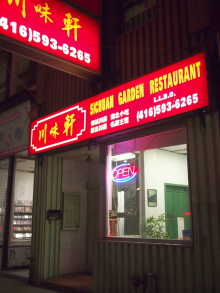 川味軒
(416)593-6265
SICHUAN GARDEN RESTAURANT
L.L.B.O.
(416)593-6265
川味軒
OPEN